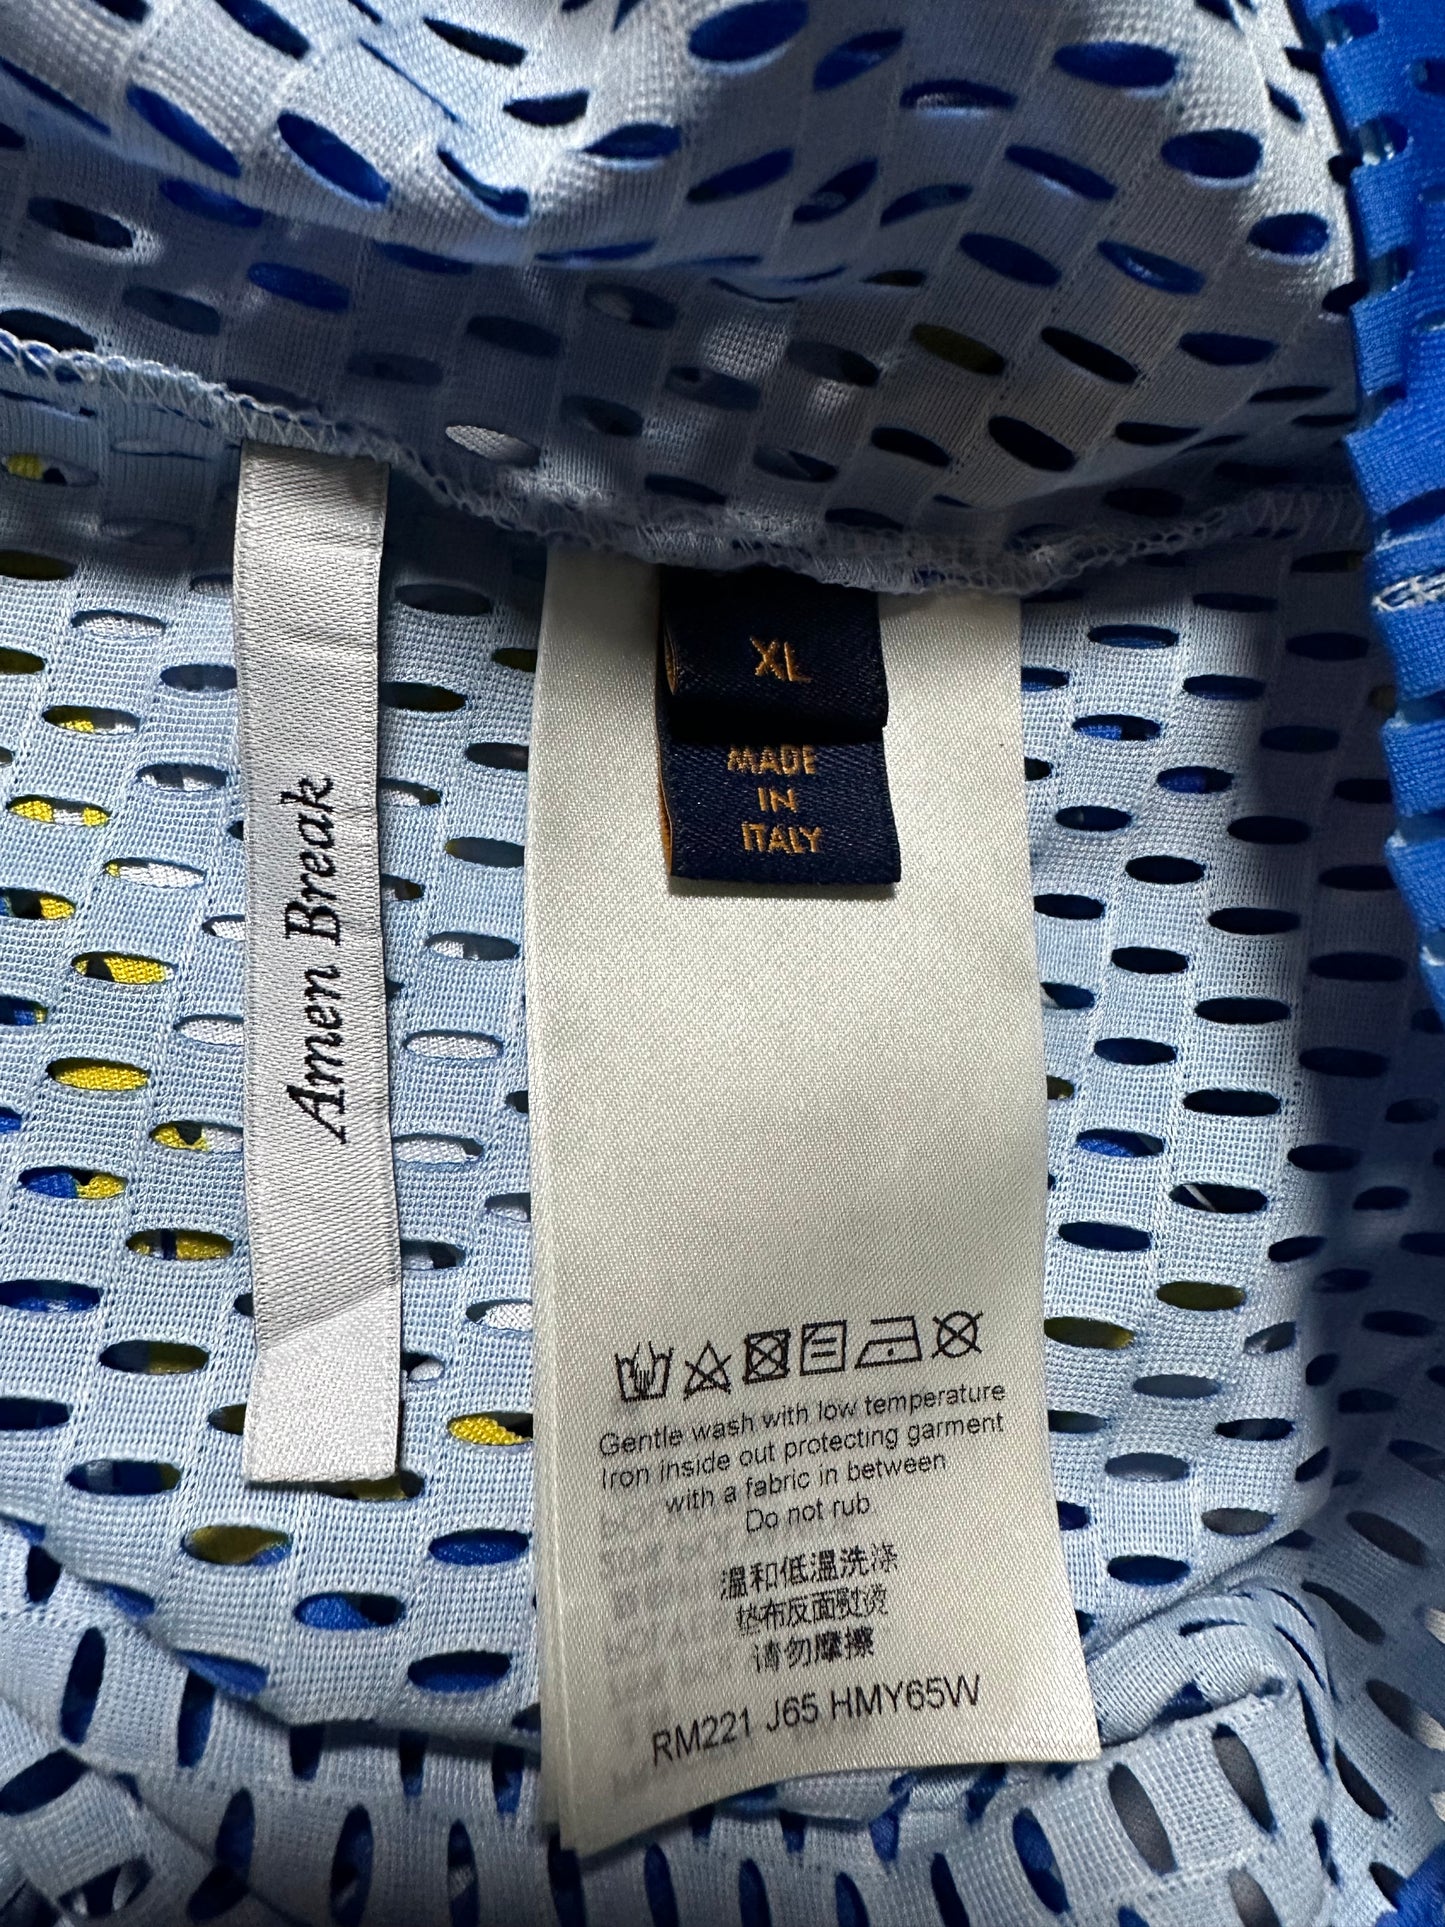 Amen Break
XL
MADE
IN
ITALY
Gentle wash with low temperature
Iron inside out protecting garment
with a fabric in between
Do not rub
温和低溫洗涤
垫布反面熨烫
请勿摩擦
RM221 J65 HMY65W